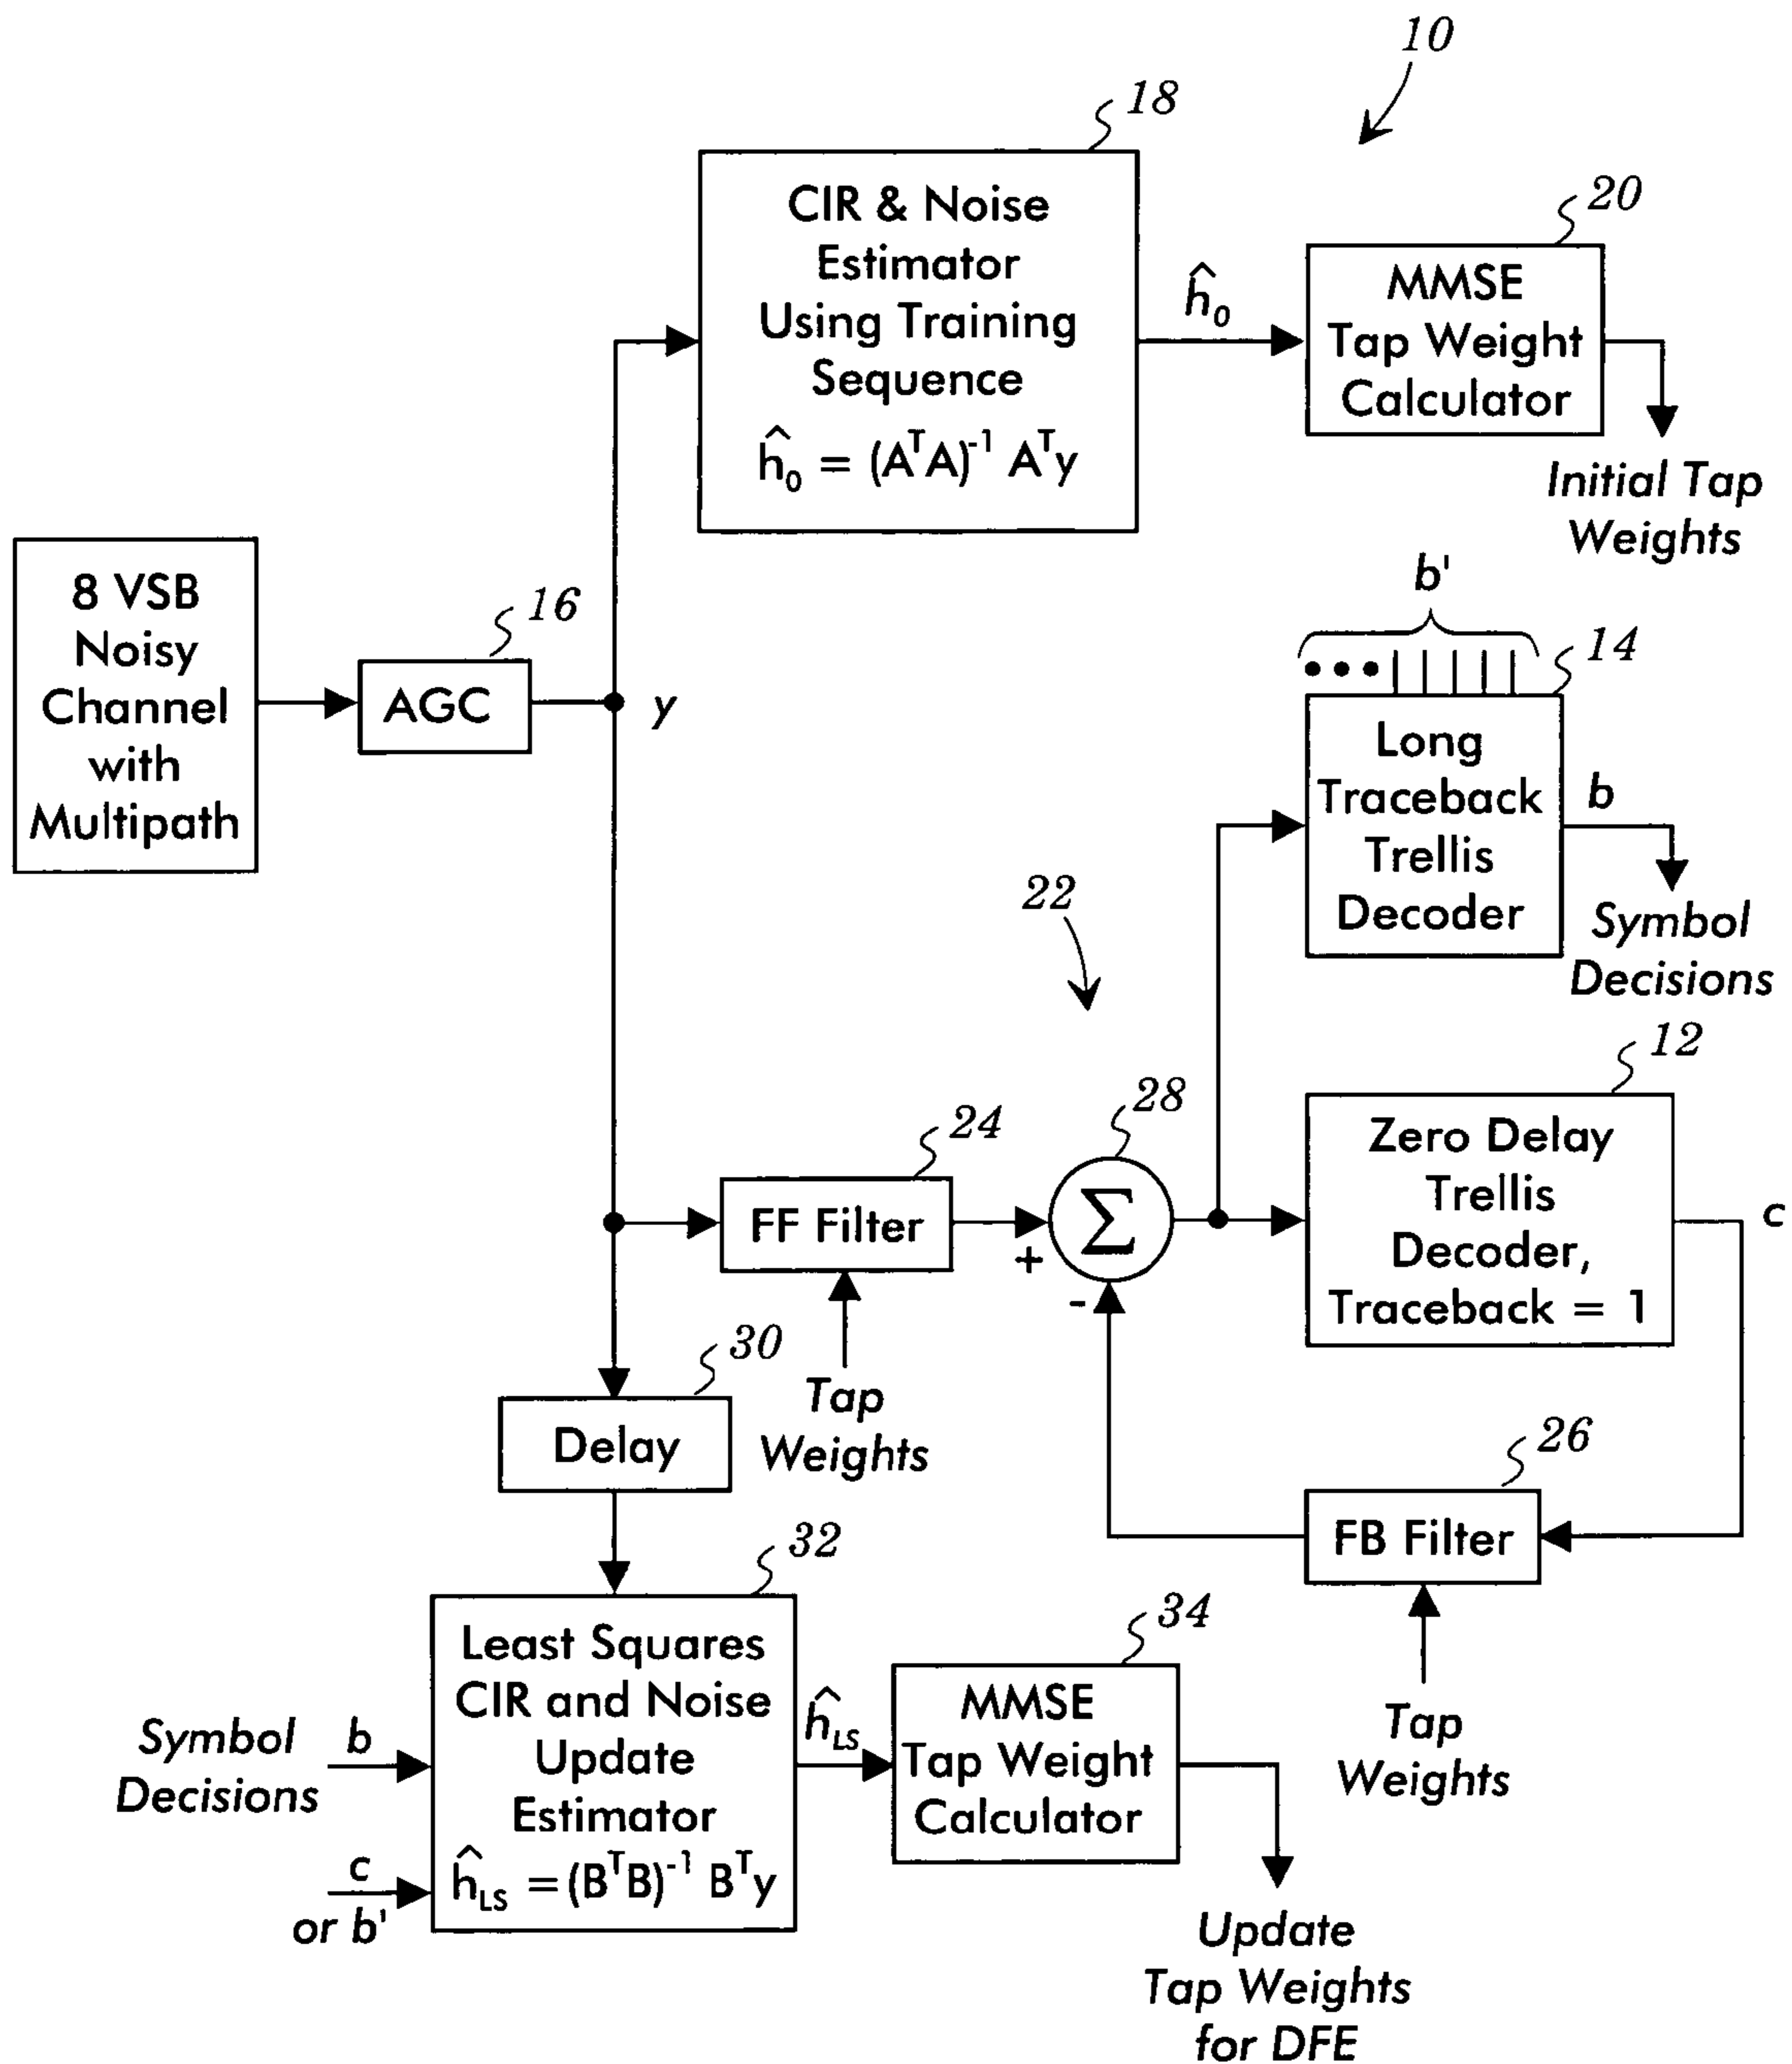 10
18
CIR & Noise
Estimator
Using Training
Sequence
ĥ₀ = (AᵀA)⁻¹ Aᵀy
ĥ₀
20
MMSE
Tap Weight
Calculator
Initial Tap
Weights
8 VSB
Noisy
Channel
with
Multipath
16
AGC
y
b'
14
Long
Traceback
Trellis
Decoder
b
Symbol
Decisions
22
12
Zero Delay
Trellis
Decoder,
Traceback = 1
c
24
FF Filter
28
+
Σ
-
Tap
Weights
30
Delay
26
FB Filter
Tap
Weights
32
Least Squares
CIR and Noise
Update
Estimator
ĥLS = (BᵀB)⁻¹ Bᵀy
Symbol
Decisions
b
c
or b'
ĥLS
34
MMSE
Tap Weight
Calculator
Update
Tap Weights
for DFE